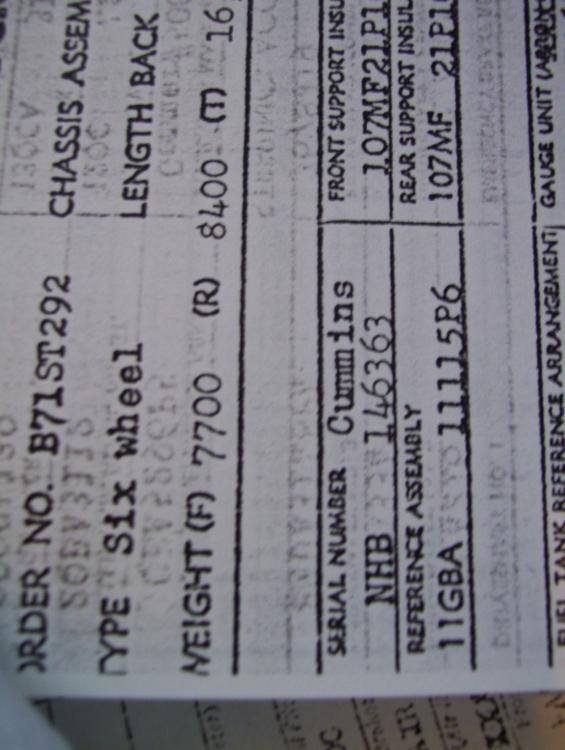 ORDER NO. B71ST292 CHASSIS ASSEM
TYPE Six wheel LENGTH BACK
WEIGHT (F) 7700 (R) 8400 (T) 16
SERIAL NUMBER Cummins FRONT SUPPORT INSU
NHB 146363 107MF21P1
REFERENCE ASSEMBLY REAR SUPPORT INSUL
11GBA 11115P6 107MF 21P1
FUEL TANK REFERENCE ARRANGEMENT GAUGE UNIT